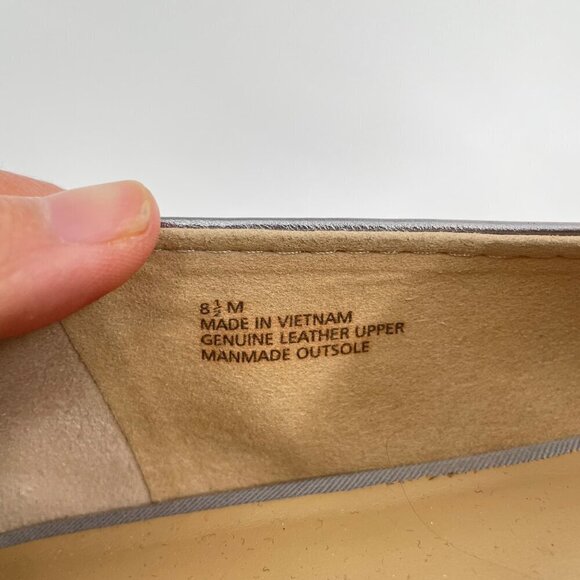 8½ M
MADE IN VIETNAM
GENUINE LEATHER UPPER
MANMADE OUTSOLE